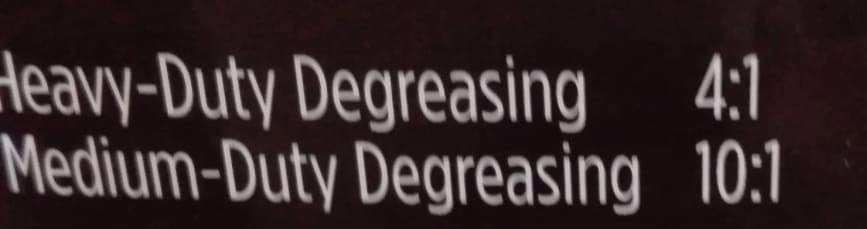 Heavy-Duty Degreasing 4:1
Medium-Duty Degreasing 10:1